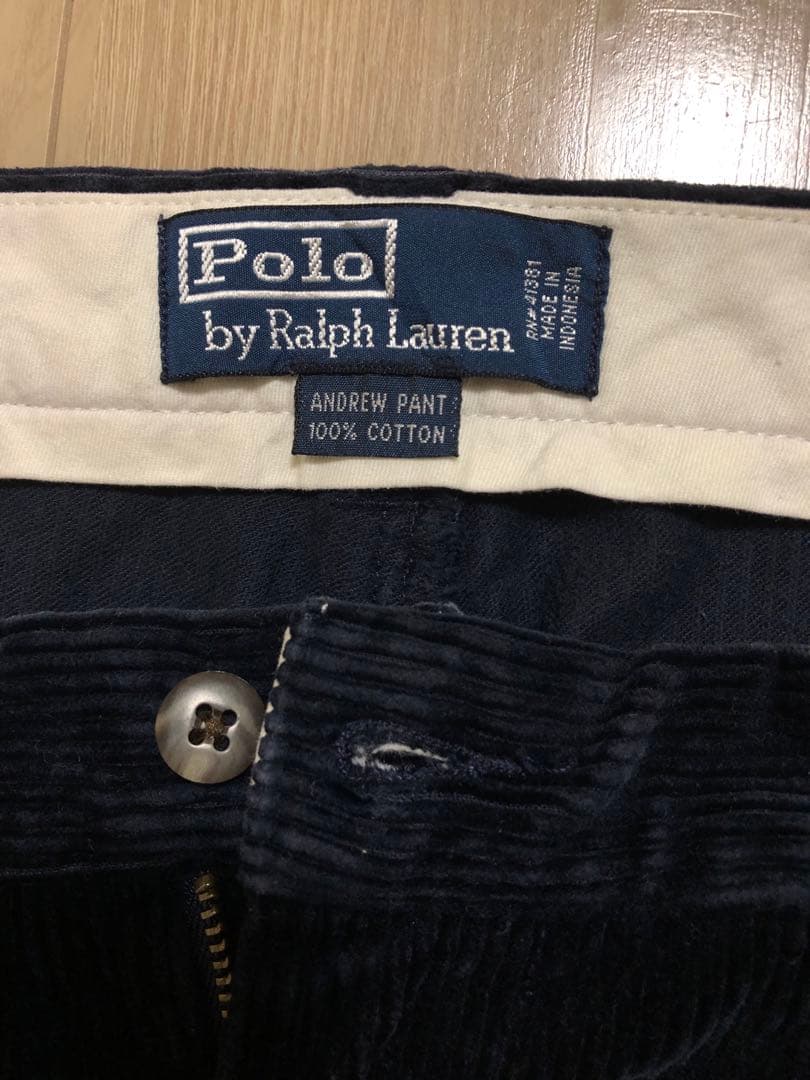 Polo
by Ralph Lauren
RN# 41381
MADE IN
INDONESIA
ANDREW PANT
100% COTTON